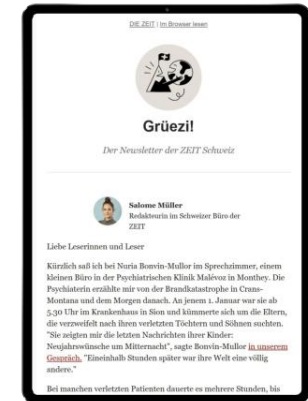 DIE ZEIT | Im Browser lesen
Grüezi!
Der Newsletter der ZEIT Schweiz
Salome Müller
Redakteurin im Schweizer Büro der
ZEIT
Liebe Leserinnen und Leser
Kürzlich saß ich bei Nuria Bonvin-Mullor im Sprechzimmer, einem
kleinen Büro in der Psychiatrischen Klinik Malévoz in Monthey. Die
Psychiaterin erzählte mir von der Brandkatastrophe in Crans-
Montana und dem Morgen danach. An jenem 1. Januar war sie ab
5.30 Uhr im Krankenhaus in Sion und kümmerte sich um die Eltern,
die verzweifelt nach ihren verletzten Töchtern und Söhnen suchten.
"Sie zeigten mir die letzten Nachrichten ihrer Kinder:
Neujahrswünsche um Mitternacht", sagte Bonvin-Mullor in unserem
Gespräch. "Eineinhalb Stunden später war ihre Welt eine völlig
andere."
Bei manchen verletzten Patienten dauerte es mehrere Stunden, bis